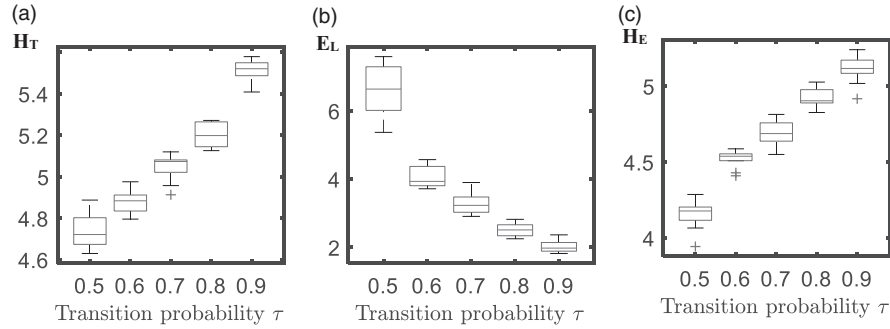 (a)
H_T
5.4
5.2
5
4.8
4.6
0.5 0.6 0.7 0.8 0.9
Transition probability τ
(b)
E_L
6
4
2
0.5 0.6 0.7 0.8 0.9
Transition probability τ
(c)
H_E
5
4.5
4
0.5 0.6 0.7 0.8 0.9
Transition probability τ